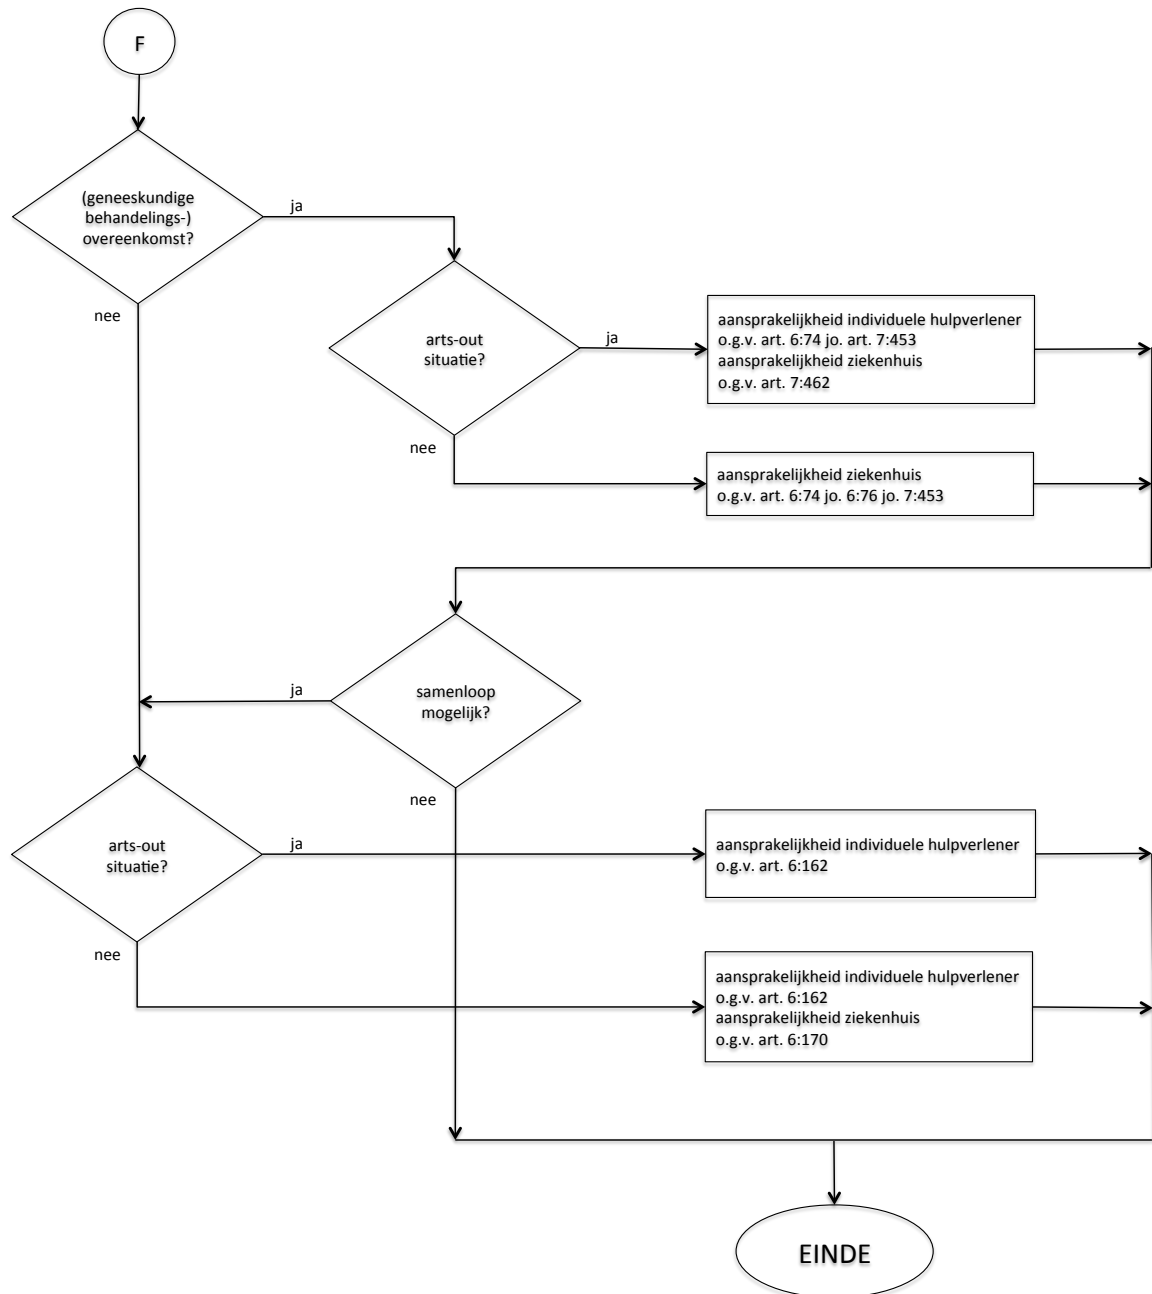 F
(geneeskundige
behandelings-)
overeenkomst?
ja
nee
arts-out
situatie?
ja
nee
aansprakelijkheid individuele hulpverlener
o.g.v. art. 6:74 jo. art. 7:453
aansprakelijkheid ziekenhuis
o.g.v. art. 7:462
aansprakelijkheid ziekenhuis
o.g.v. art. 6:74 jo. 6:76 jo. 7:453
samenloop
mogelijk?
ja
nee
arts-out
situatie?
ja
nee
aansprakelijkheid individuele hulpverlener
o.g.v. art. 6:162
aansprakelijkheid individuele hulpverlener
o.g.v. art. 6:162
aansprakelijkheid ziekenhuis
o.g.v. art. 6:170
EINDE